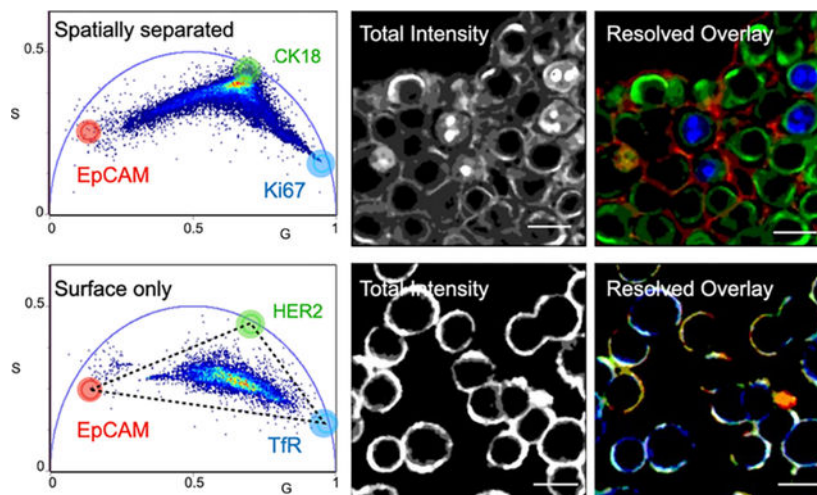 Spatially separated
0.5
CK18
S
EpCAM
Ki67
0
0.5
1
G
Total Intensity
Resolved Overlay
Surface only
0.5
HER2
S
EpCAM
TfR
0
0
0.5
1
G
Total Intensity
Resolved Overlay